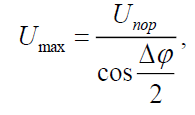 U_max = U_пор / cos(Δφ/2),